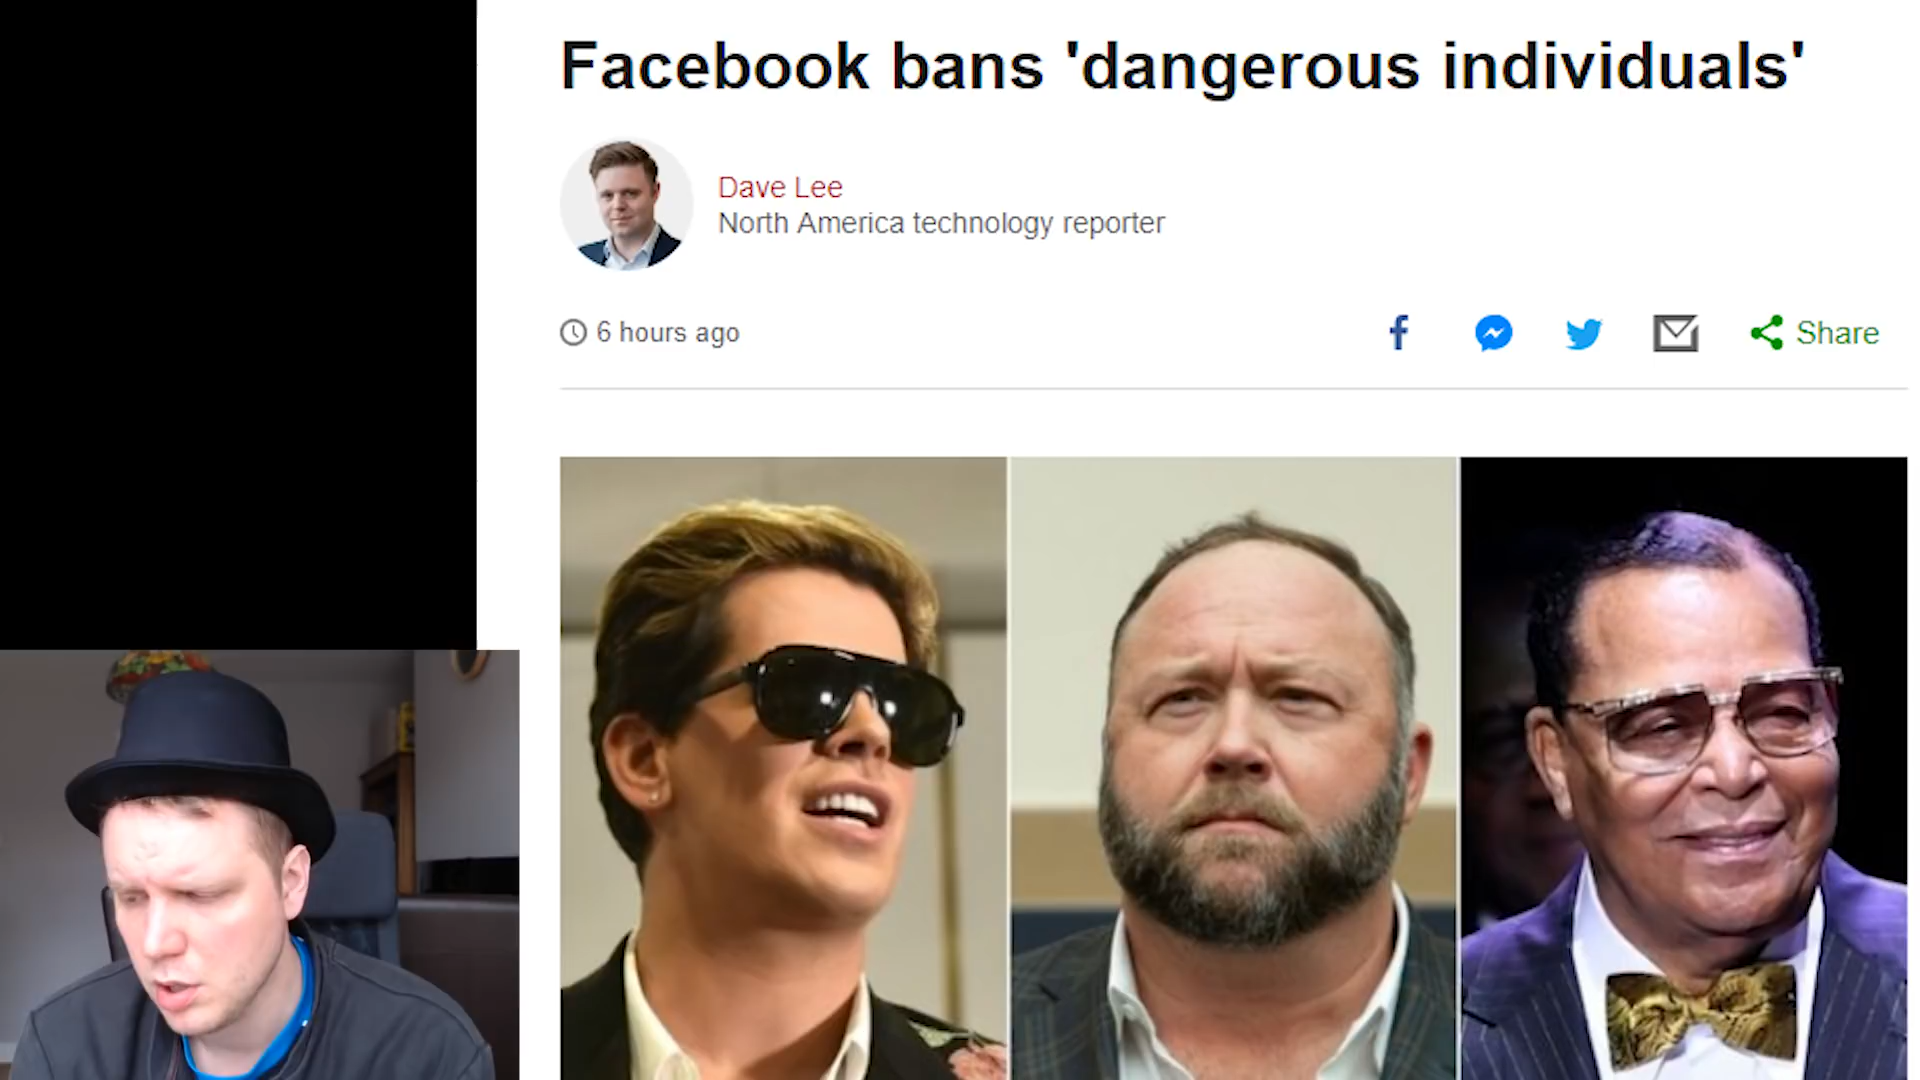 Facebook bans 'dangerous individuals'
Dave Lee
North America technology reporter
6 hours ago
Share